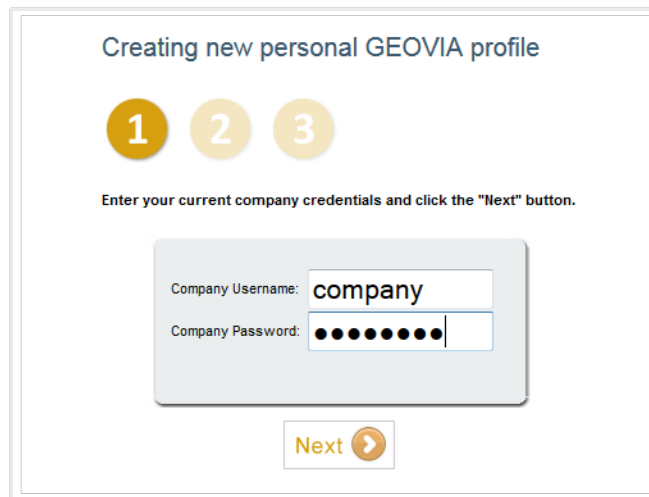 Creating new personal GEOVIA profile
1 2 3
Enter your current company credentials and click the "Next" button.
Company Username: company
Company Password: ●●●●●●●●
Next